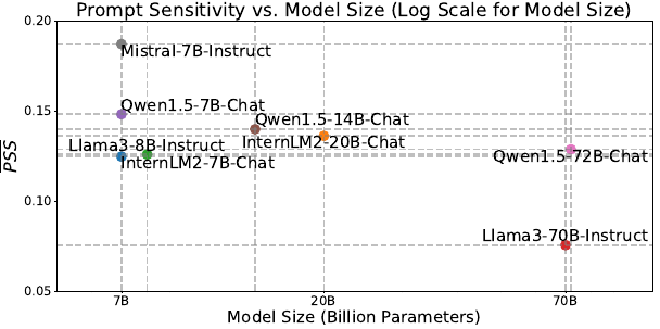 Prompt Sensitivity vs. Model Size (Log Scale for Model Size)
0.20
Mistral-7B-Instruct
0.15
Qwen1.5-7B-Chat
Qwen1.5-14B-Chat
Llama3-8B-Instruct
InternLM2-20B-Chat
InternLM2-7B-Chat
Qwen1.5-72B-Chat
PSS
0.10
Llama3-70B-Instruct
0.05
7B
20B
70B
Model Size (Billion Parameters)